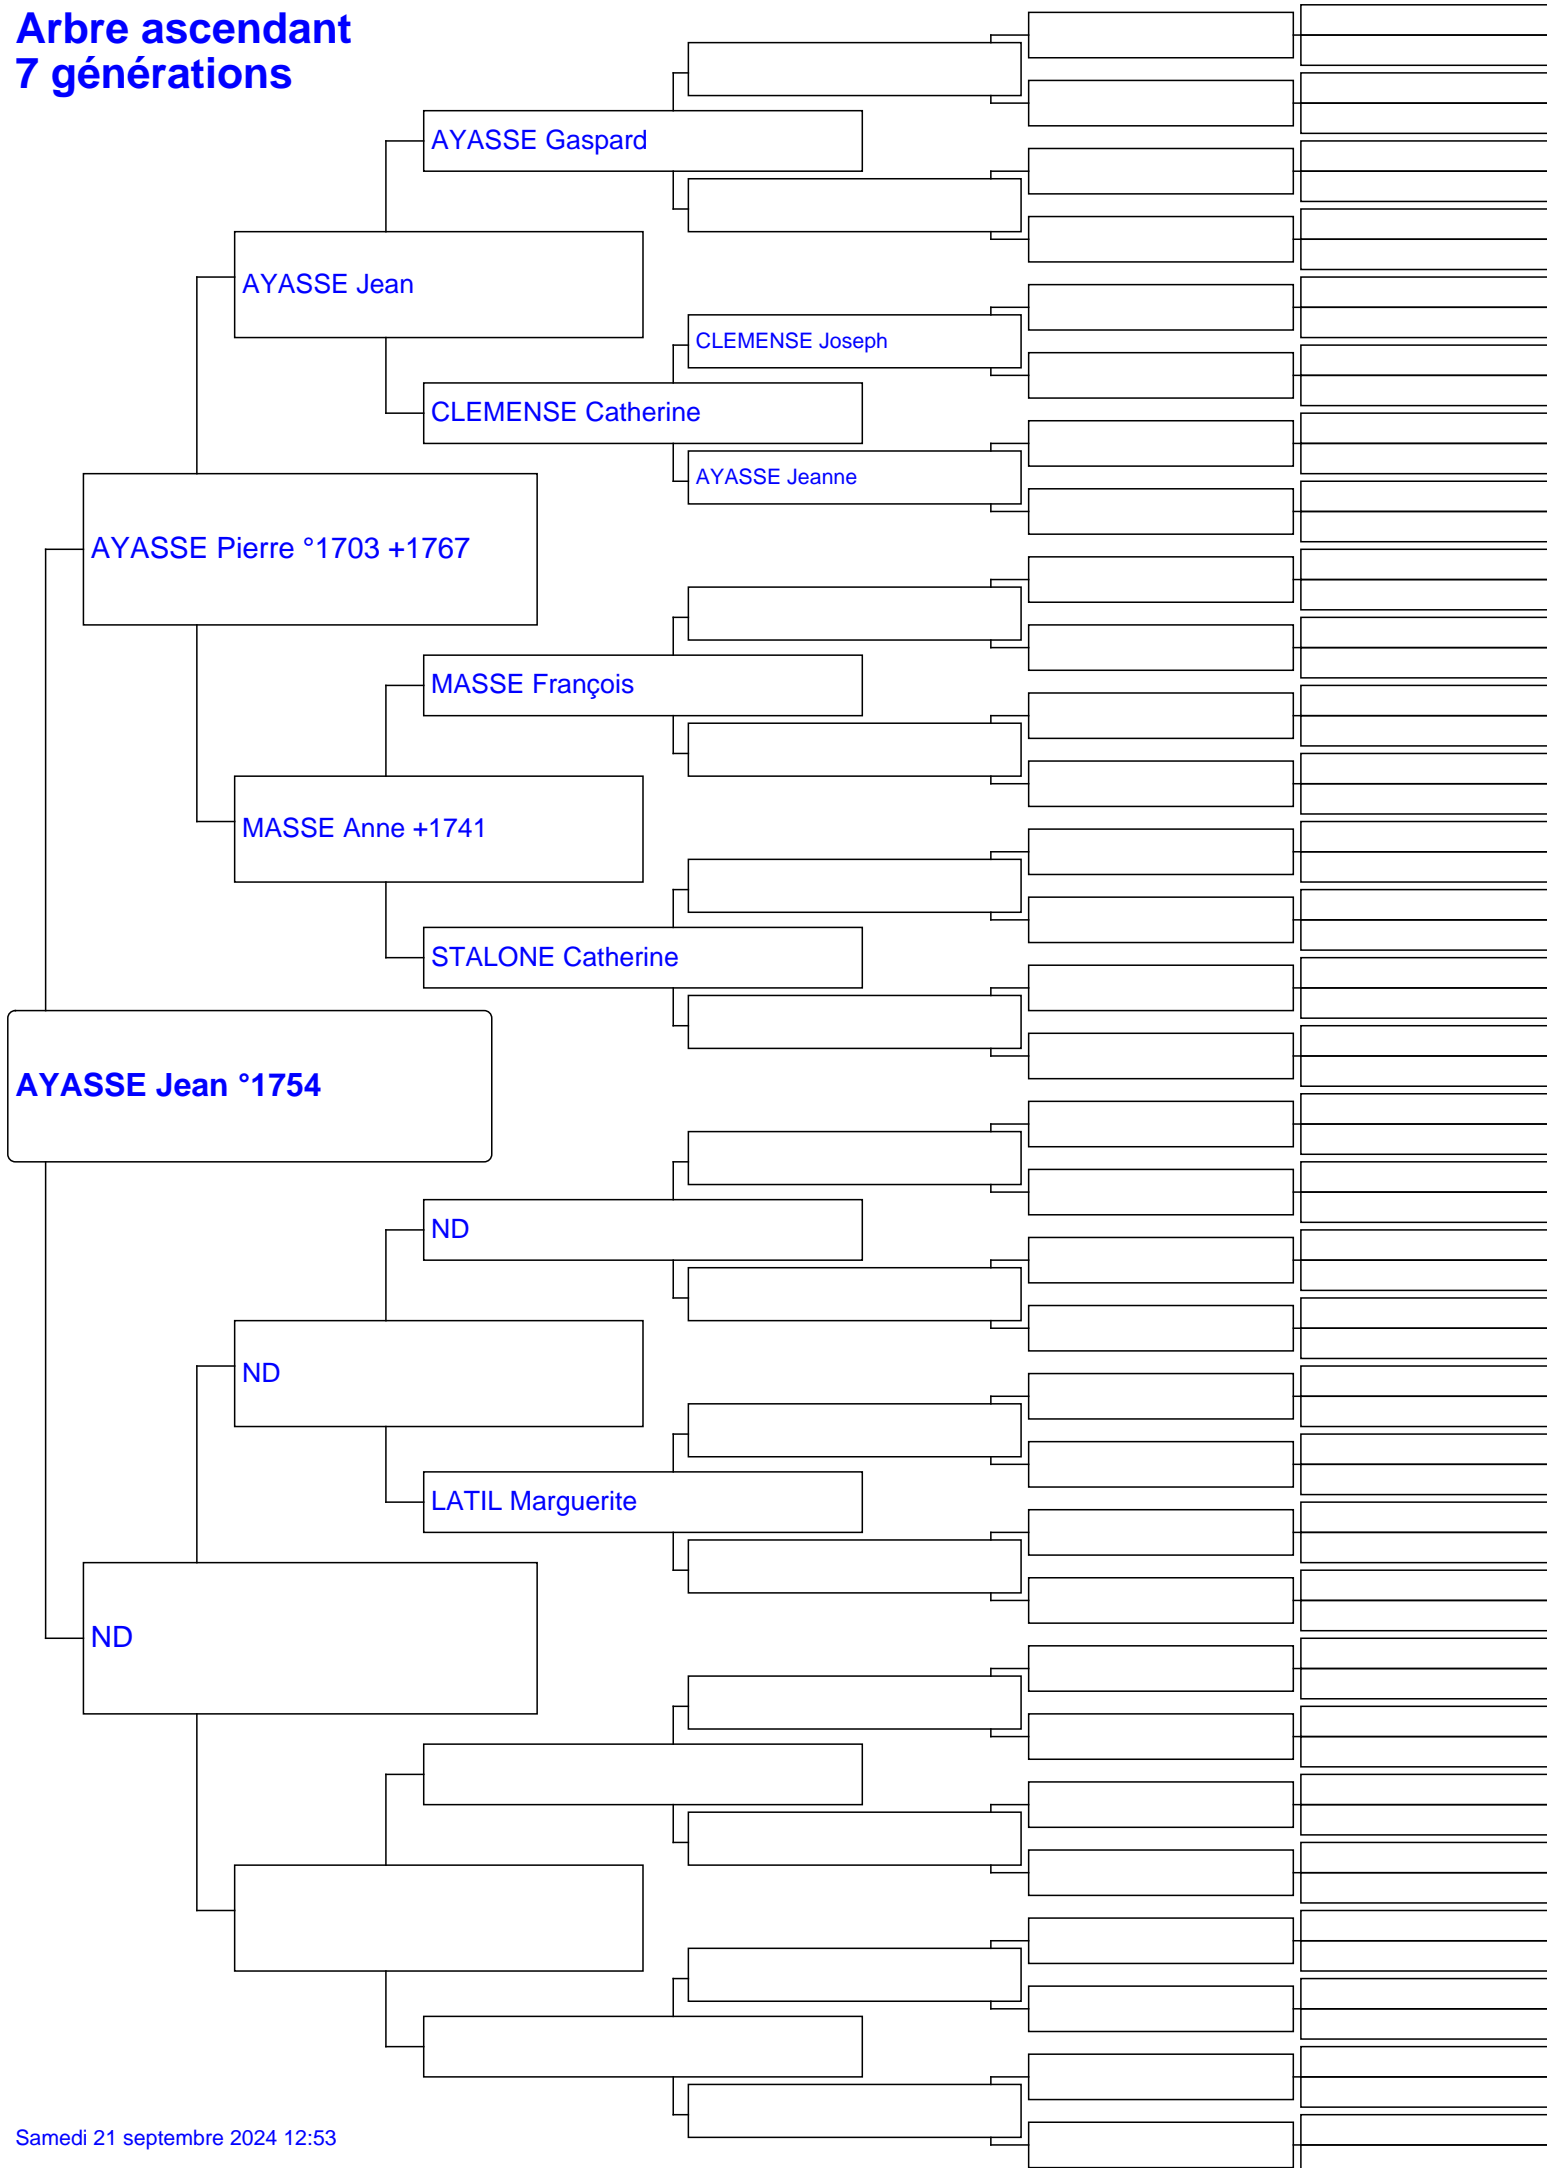 Arbre ascendant
7 générations
AYASSE Gaspard
AYASSE Jean
CLEMENSE Joseph
CLEMENSE Catherine
AYASSE Jeanne
AYASSE Pierre °1703 +1767
MASSE François
MASSE Anne +1741
STALONE Catherine
AYASSE Jean °1754
ND
ND
LATIL Marguerite
ND
Samedi 21 septembre 2024 12:53